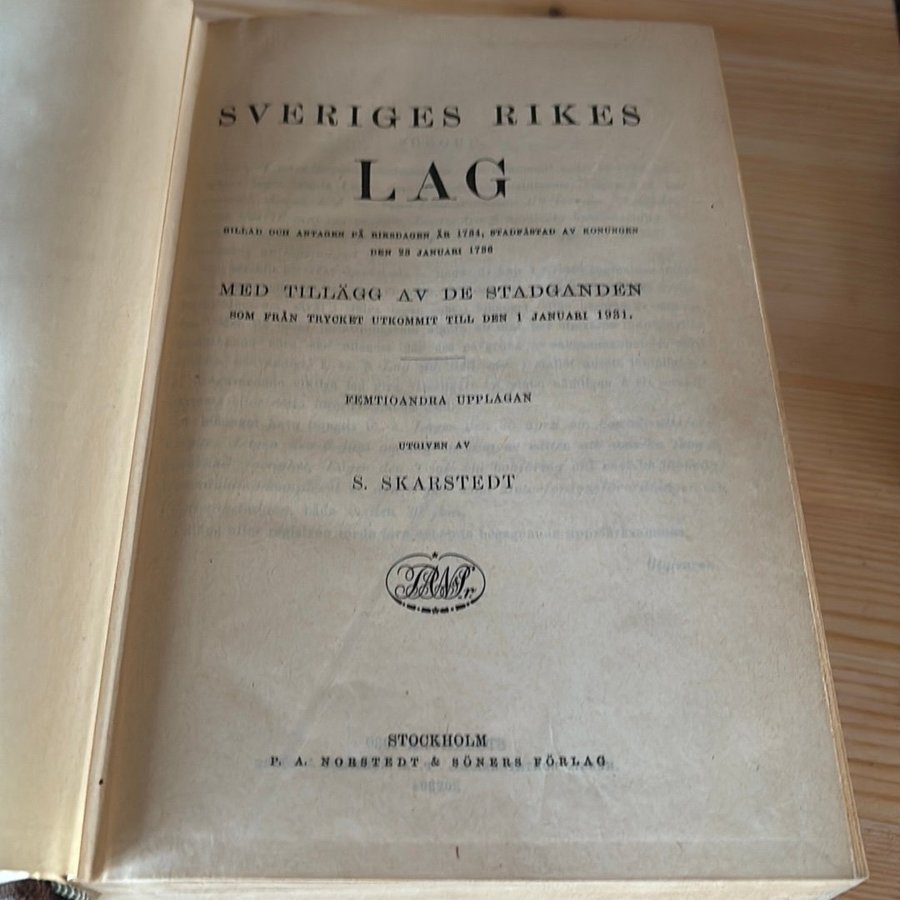 SVERIGES RIKES
LAG
GILLAD OCH ANTAGEN PÅ RIKSDAGEN ÅR 1734, STADFÄSTAD AV KONUNGEN
DEN 23 JANUARI 1736
MED TILLÄGG AV DE STADGANDEN
SOM FRÅN TRYCKET UTKOMMIT TILL DEN 1 JANUARI 1931.
FEMTIOANDRA UPPLAGAN
UTGIVEN AV
S. SKARSTEDT
STOCKHOLM
P. A. NORSTEDT & SÖNERS FÖRLAG